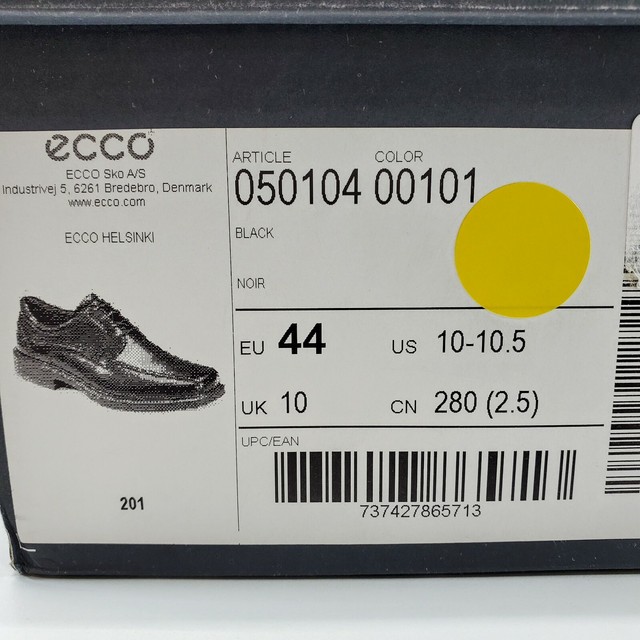 ecco
ECCO Sko A/S
Industrivej 5, 6261 Bredebro, Denmark
www.ecco.com
ECCO HELSINKI
201
ARTICLE COLOR
050104 00101
BLACK
NOIR
EU 44 US 10-10.5
UK 10 CN 280 (2.5)
UPC/EAN
737427865713